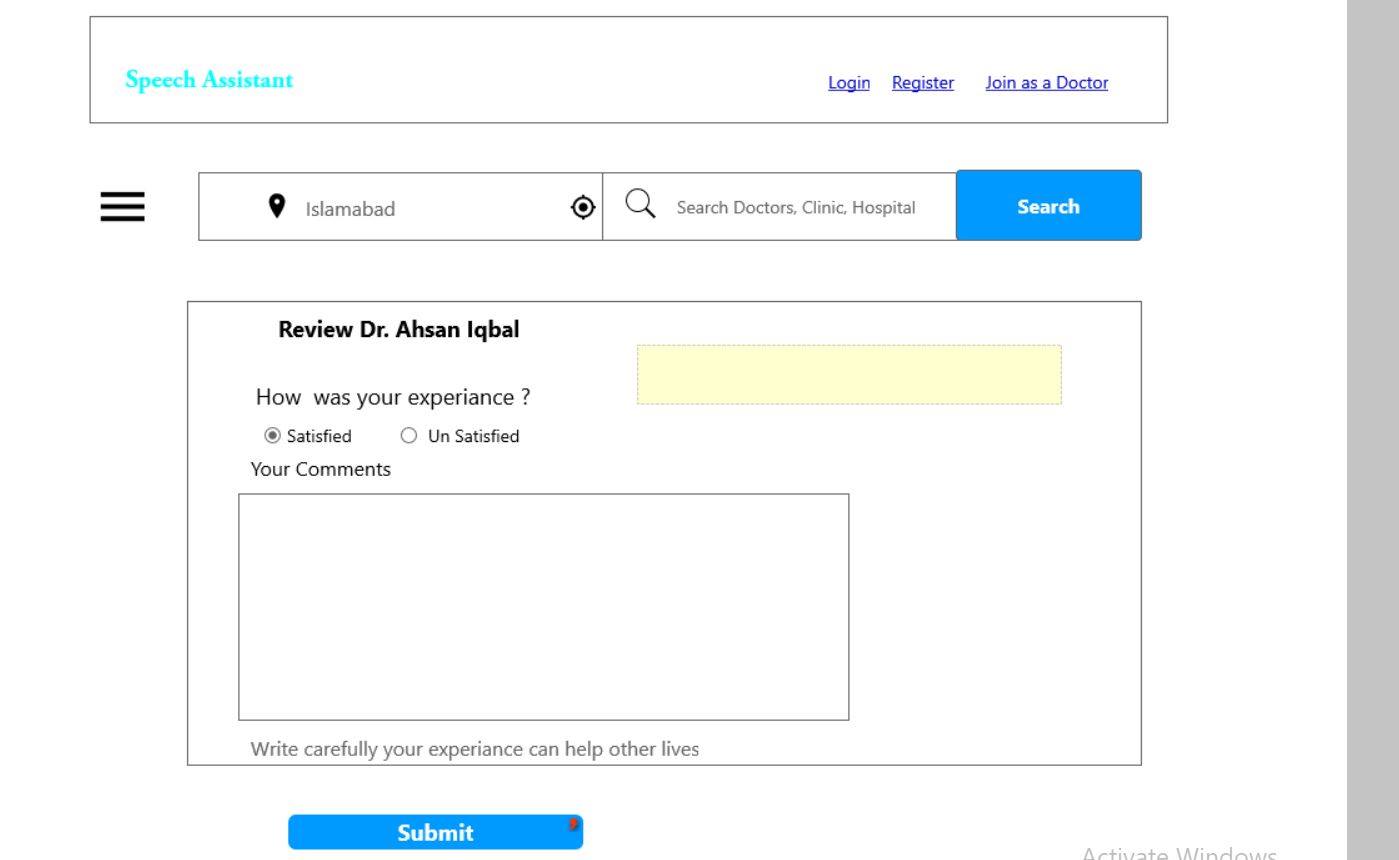 Speech Assistant
Login Register Join as a Doctor
Islamabad
Search Doctors, Clinic, Hospital
Search
Review Dr. Ahsan Iqbal
How was your experiance ?
Satisfied Un Satisfied
Your Comments
Write carefully your experiance can help other lives
Submit
Activate Windows